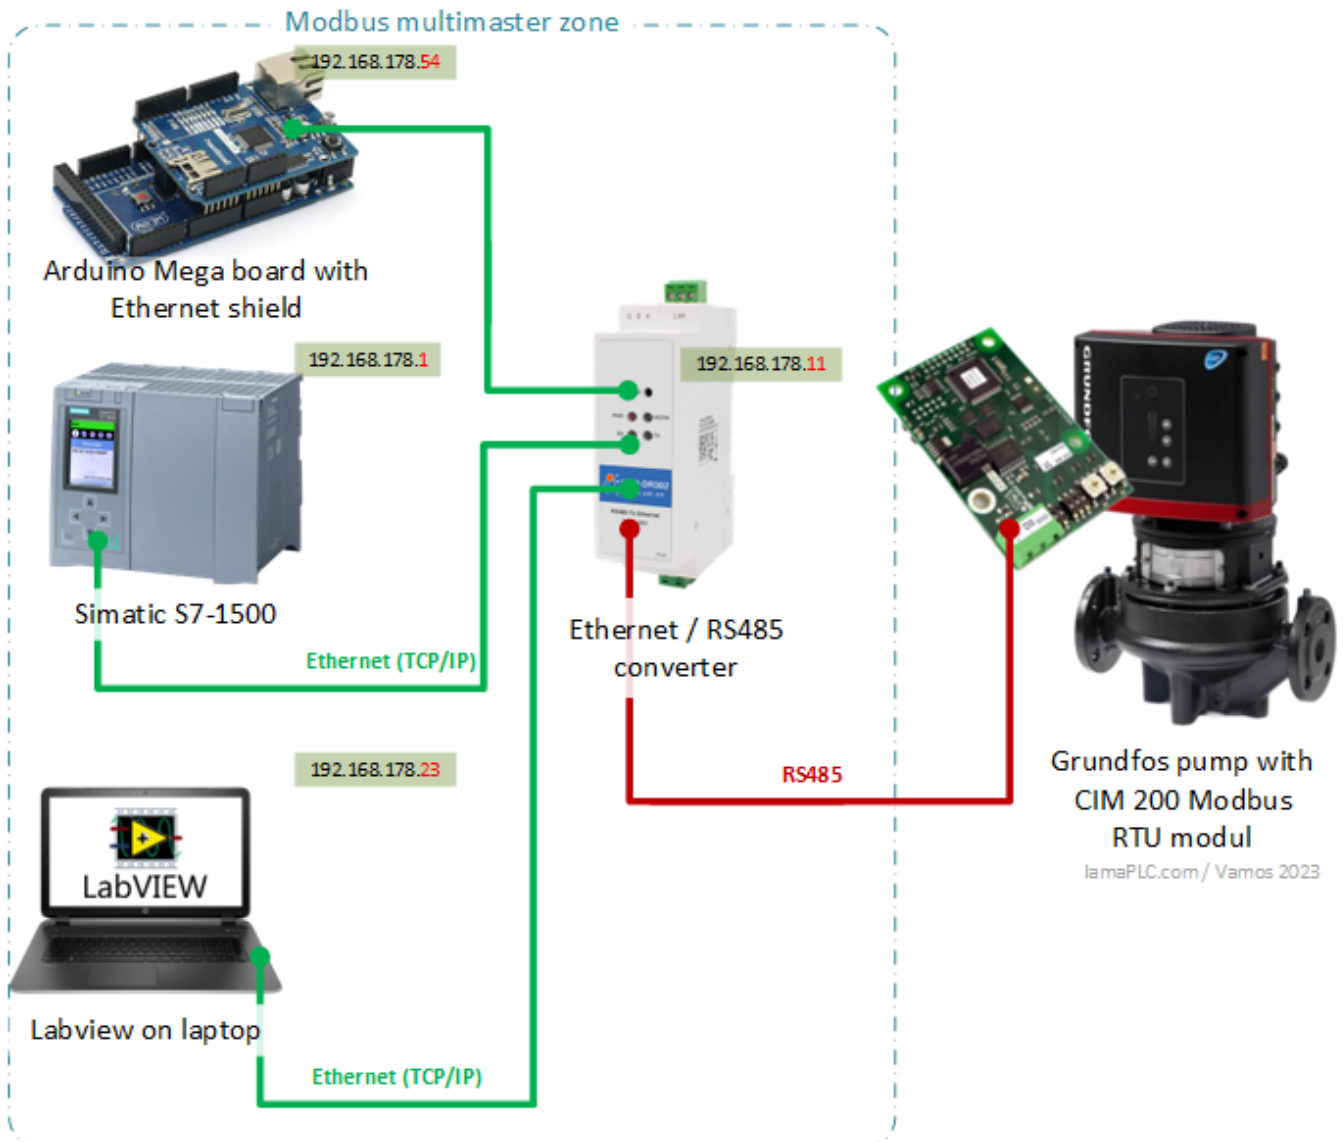 Modbus multimaster zone
192.168.178.54
Arduino Mega board with
Ethernet shield
192.168.178.1
Simatic S7-1500
Ethernet (TCP/IP)
192.168.178.11
Ethernet / RS485
converter
RS485
GRUNDFO
Grundfos pump with
CIM 200 Modbus
RTU modul
IamaPLC.com / Vamos 2023
192.168.178.23
LabVIEW
Labview on laptop
Ethernet (TCP/IP)